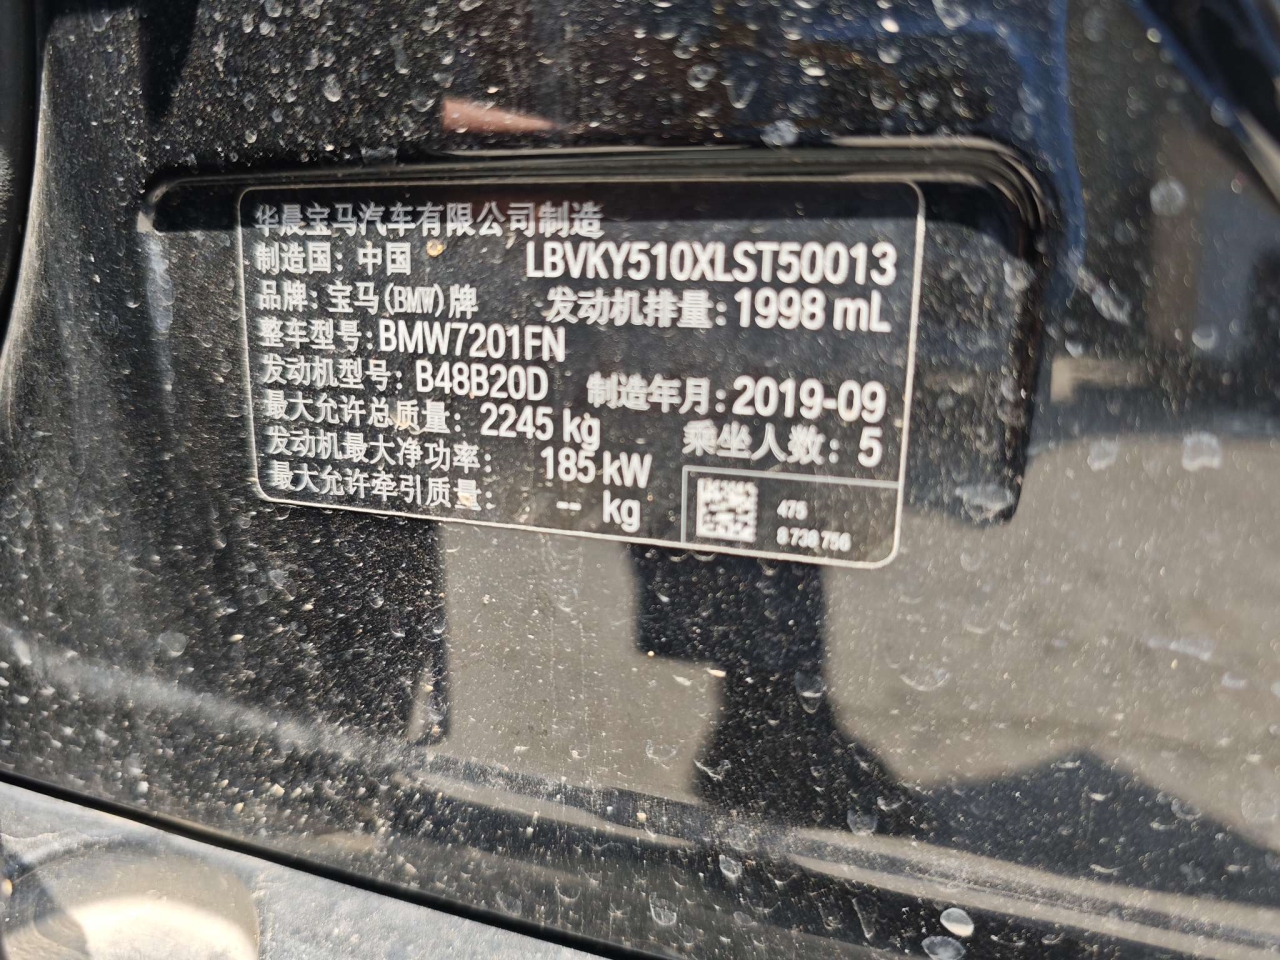 华晨宝马汽车有限公司制造
制造国：中国 LBVKY510XLST50013
品牌：宝马(BMW)牌 发动机排量：1998 mL
整车型号：BMW7201FN
发动机型号：B48B20D 制造年月：2019-09
最大允许总质量：2245 kg 乘坐人数：5
发动机最大净功率：185 kW
最大允许牵引质量：-- kg
475
8 736 756